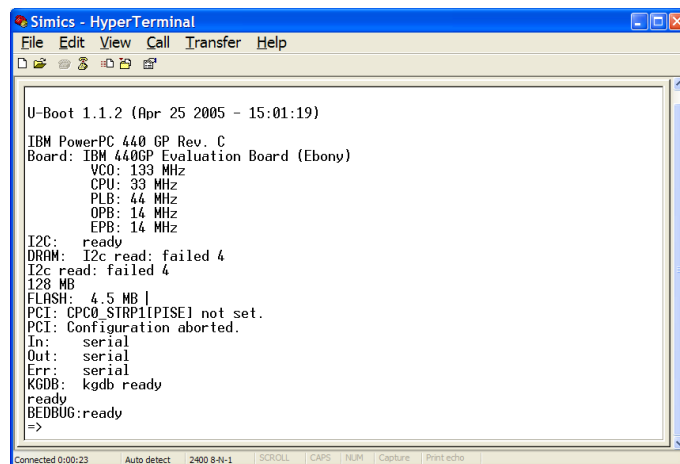 Simics - HyperTerminal
File Edit View Call Transfer Help
U-Boot 1.1.2 (Apr 25 2005 - 15:01:19)
IBM PowerPC 440 GP Rev. C
Board: IBM 440GP Evaluation Board (Ebony)
VCO: 133 MHz
CPU: 33 MHz
PLB: 44 MHz
OPB: 14 MHz
EPB: 14 MHz
I2C: ready
DRAM: I2c read: failed 4
I2c read: failed 4
128 MB
FLASH: 4.5 MB
PCI: CPC0_STRP1[PISE] not set.
PCI: Configuration aborted.
In: serial
Out: serial
Err: serial
KGDB: kgdb ready
ready
BEDBUG:ready
=>
Connected 0:00:23 Auto detect 2400 8-N-1 SCROLL CAPS NUM Capture Print echo